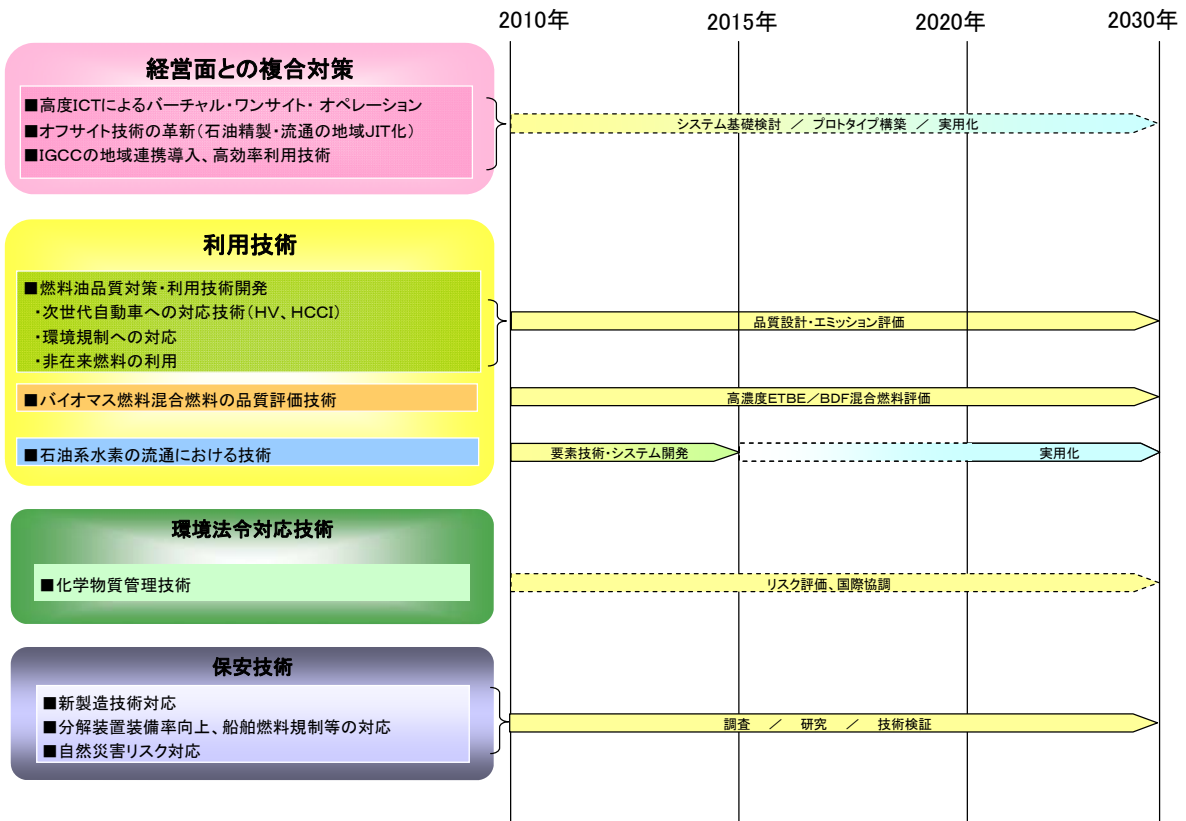 2010年 2015年 2020年 2030年
経営面との複合対策
■高度ICTによるバーチャル・ワンサイト・ オペレーション
■オフサイト技術の革新(石油精製・流通の地域JIT化)
■IGCCの地域連携導入、高効率利用技術
システム基礎検討 / プロトタイプ構築 / 実用化
利用技術
■燃料油品質対策・利用技術開発
・次世代自動車への対応技術(HV、HCCI)
・環境規制への対応
・非在来燃料の利用
品質設計・エミッション評価
■バイオマス燃料混合燃料の品質評価技術
高濃度ETBE/BDF混合燃料評価
■石油系水素の流通における技術
要素技術・システム開発 実用化
環境法令対応技術
■化学物質管理技術
リスク評価、国際協調
保安技術
■新製造技術対応
■分解装置装備率向上、船舶燃料規制等の対応
■自然災害リスク対応
調査 / 研究 / 技術検証